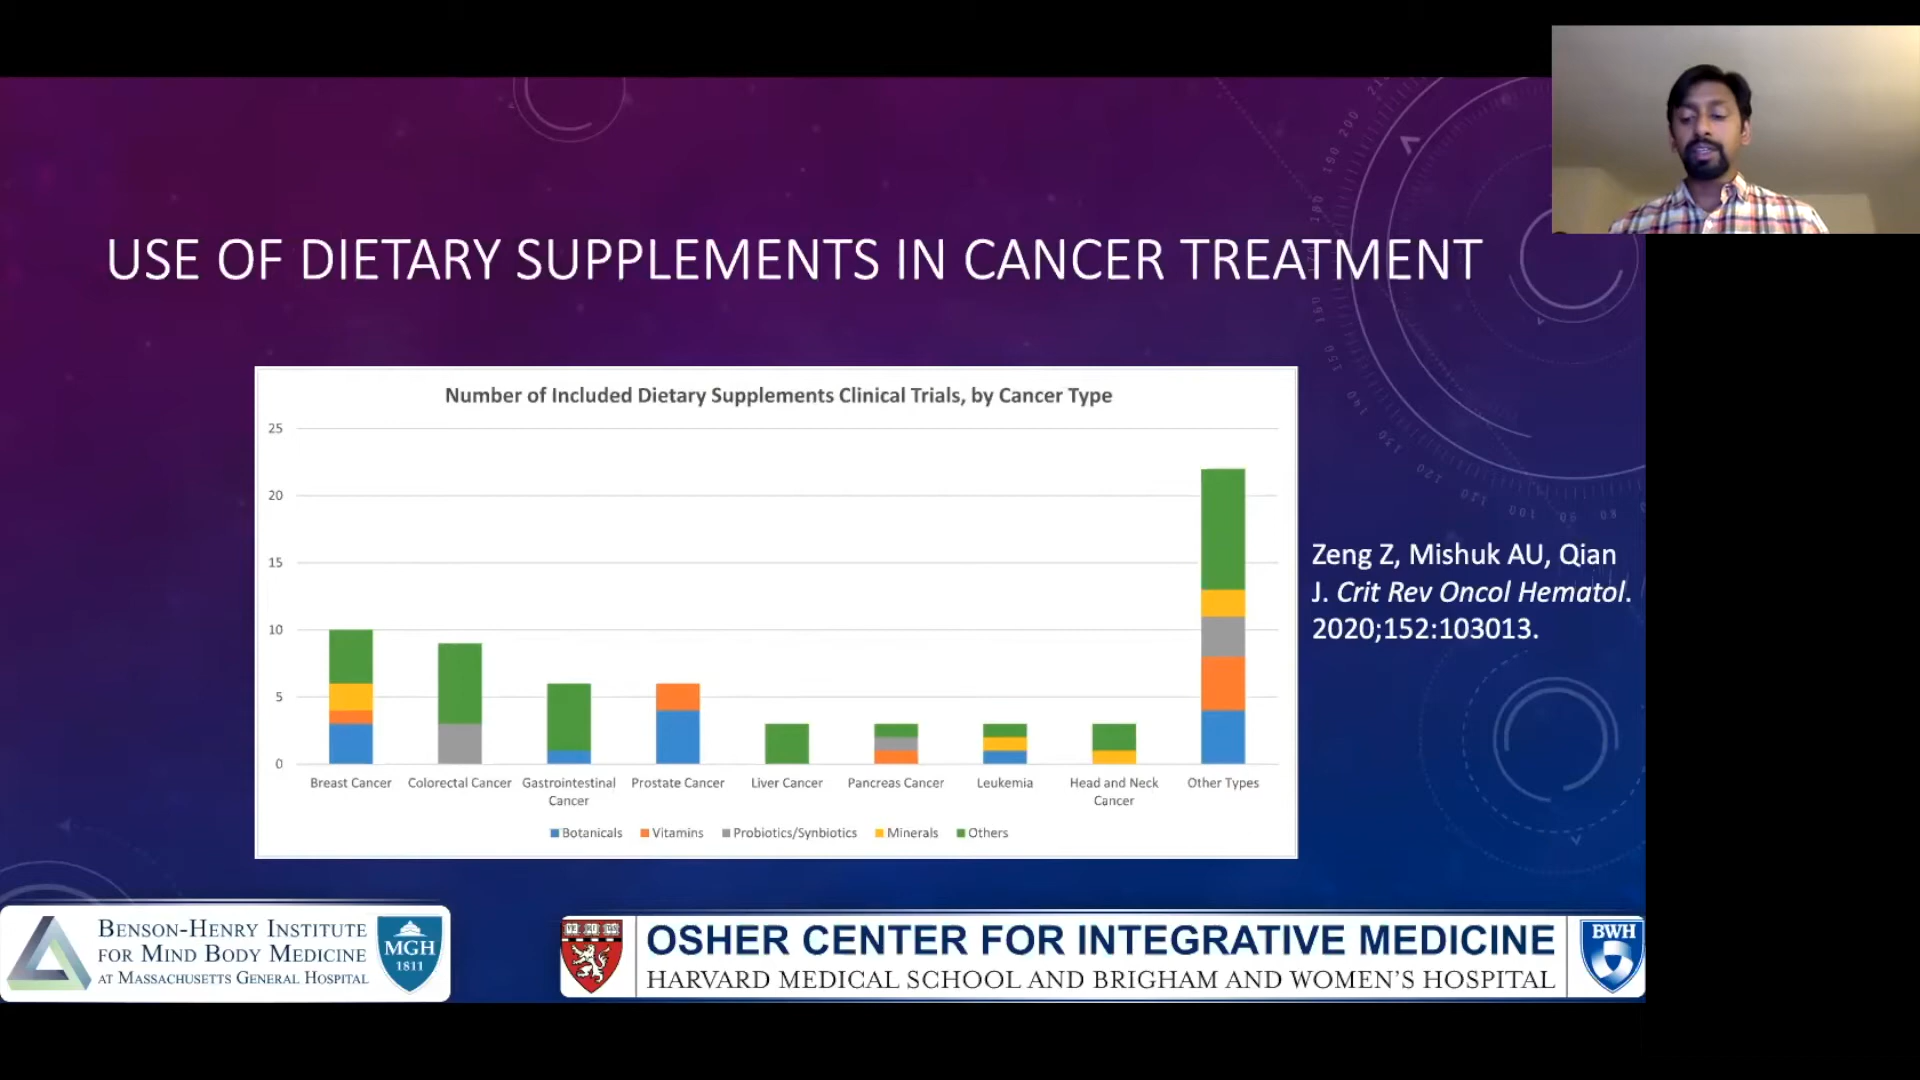 USE OF DIETARY SUPPLEMENTS IN CANCER TREATMENT
Number of Included Dietary Supplements Clinical Trials, by Cancer Type
25
20
15
10
5
0
Breast Cancer
Colorectal Cancer
Gastrointestinal
Cancer
Prostate Cancer
Liver Cancer
Pancreas Cancer
Leukemia
Head and Neck
Cancer
Other Types
Botanicals Vitamins Probiotics/Synbiotics Minerals Others
Zeng Z, Mishuk AU, Qian
J. Crit Rev Oncol Hematol.
2020;152:103013.
BENSON-HENRY INSTITUTE
FOR MIND BODY MEDICINE
AT MASSACHUSETTS GENERAL HOSPITAL
MGH
1811
OSHER CENTER FOR INTEGRATIVE MEDICINE
HARVARD MEDICAL SCHOOL AND BRIGHAM AND WOMEN'S HOSPITAL
BWH